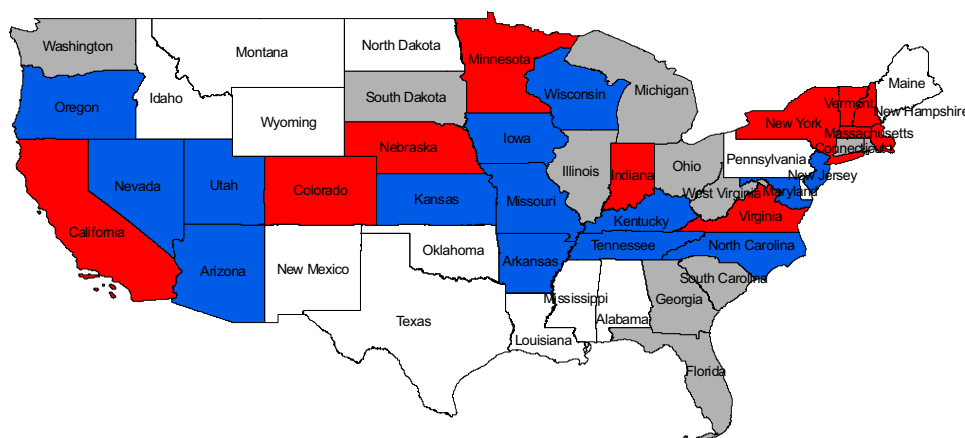 Washington
Montana
North Dakota
Minnesota
Maine
Michigan
Wisconsin
South Dakota
Idaho
Oregon
Wyoming
Vermont
New Hampshire
New York
Massachusetts
Iowa
Nebraska
Connecticut
Pennsylvania
Illinois
Indiana
Ohio
New Jersey
Nevada
Utah
Colorado
Kansas
Missouri
West Virginia
Maryland
Kentucky
Virginia
California
Tennessee
North Carolina
Oklahoma
Arkansas
Arizona
New Mexico
South Carolina
Mississippi
Georgia
Alabama
Texas
Louisiana
Florida